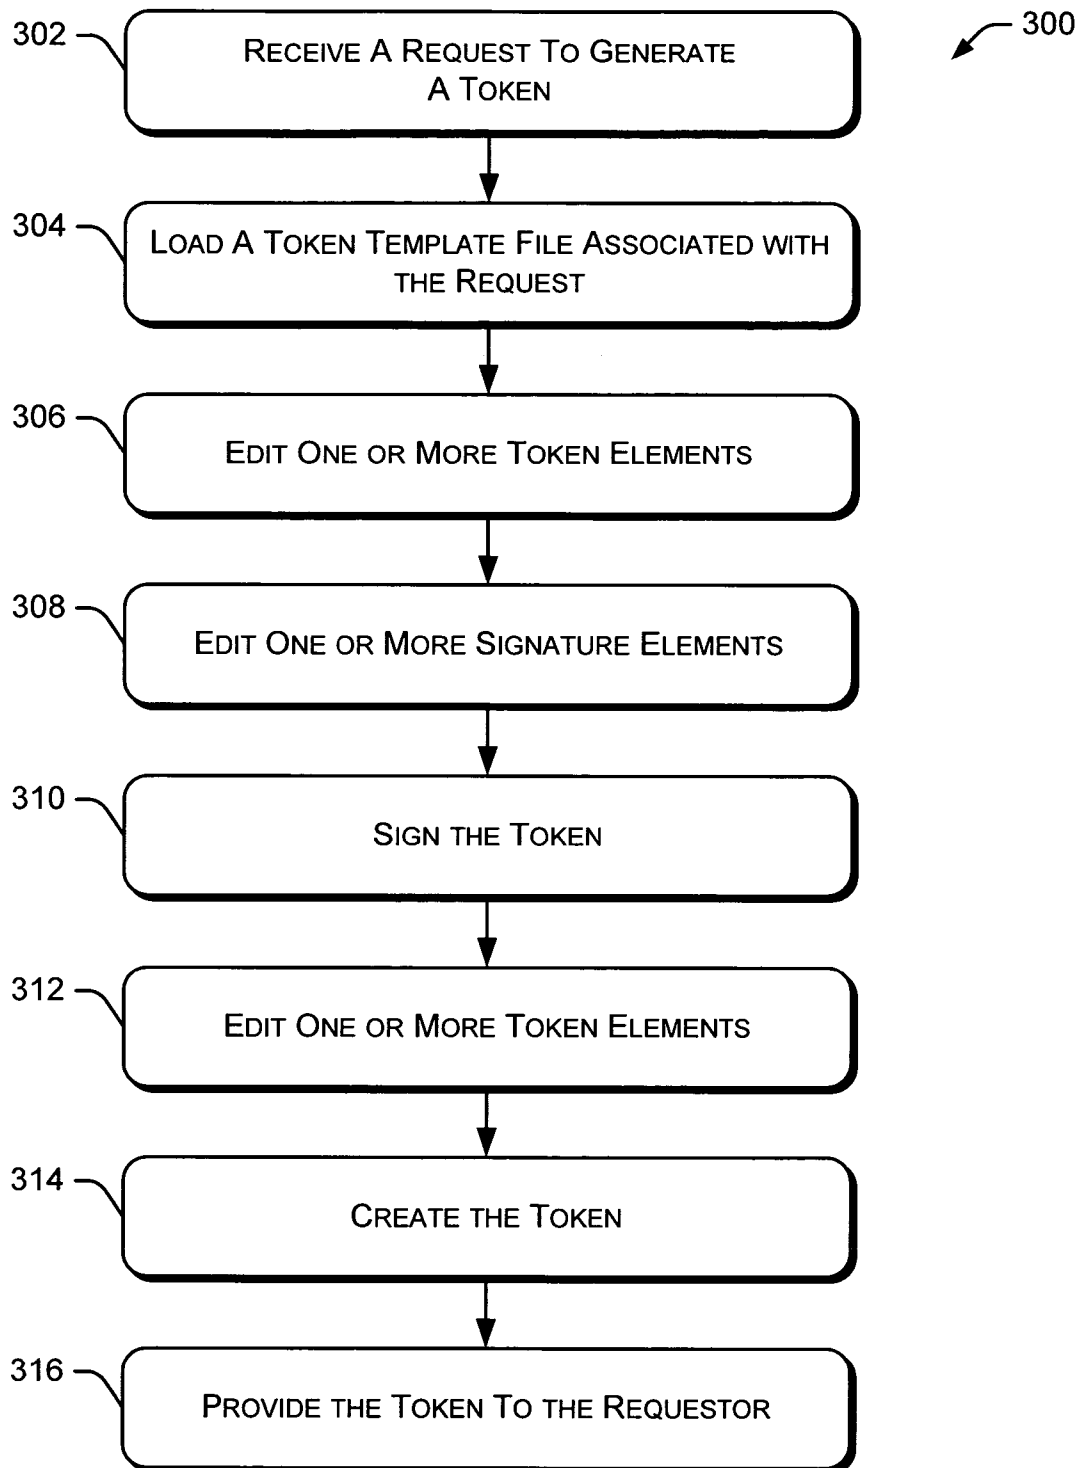 300
302
RECEIVE A REQUEST TO GENERATE
A TOKEN
304
LOAD A TOKEN TEMPLATE FILE ASSOCIATED WITH
THE REQUEST
306
EDIT ONE OR MORE TOKEN ELEMENTS
308
EDIT ONE OR MORE SIGNATURE ELEMENTS
310
SIGN THE TOKEN
312
EDIT ONE OR MORE TOKEN ELEMENTS
314
CREATE THE TOKEN
316
PROVIDE THE TOKEN TO THE REQUESTOR